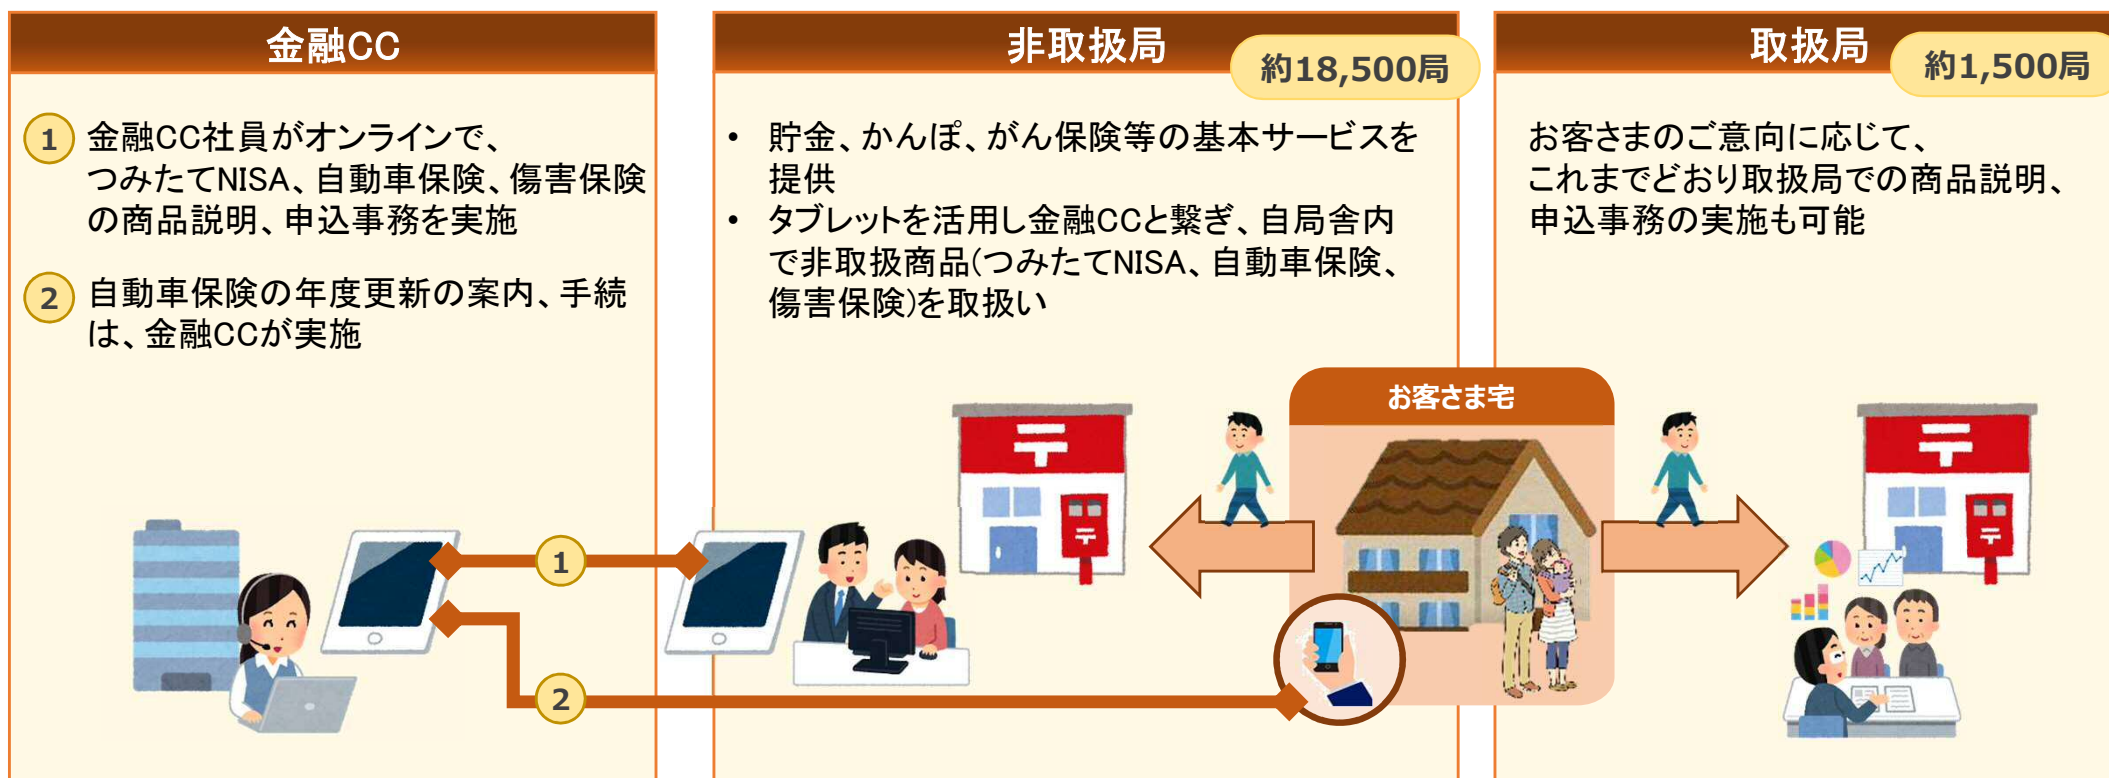 金融CC
1 金融CC社員がオンラインで、
つみたてNISA、自動車保険、傷害保険
の商品説明、申込事務を実施
2 自動車保険の年度更新の案内、手続
は、金融CCが実施
1
2
非取扱局
約18,500局
• 貯金、かんぽ、がん保険等の基本サービスを
提供
• タブレットを活用し金融CCと繋ぎ、自局舎内
で非取扱商品(つみたてNISA、自動車保険、
傷害保険)を取扱い
お客さま宅
取扱局
約1,500局
お客さまのご意向に応じて、
これまでどおり取扱局での商品説明、
申込事務の実施も可能